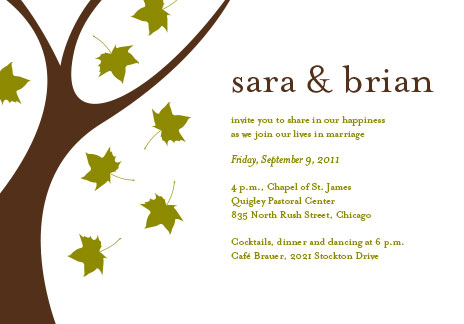 sara & brian
invite you to share in our happiness
as we join our lives in marriage
Friday, September 9, 2011
4 p.m., Chapel of St. James
Quigley Pastoral Center
835 North Rush Street, Chicago
Cocktails, dinner and dancing at 6 p.m.
Café Brauer, 2021 Stockton Drive